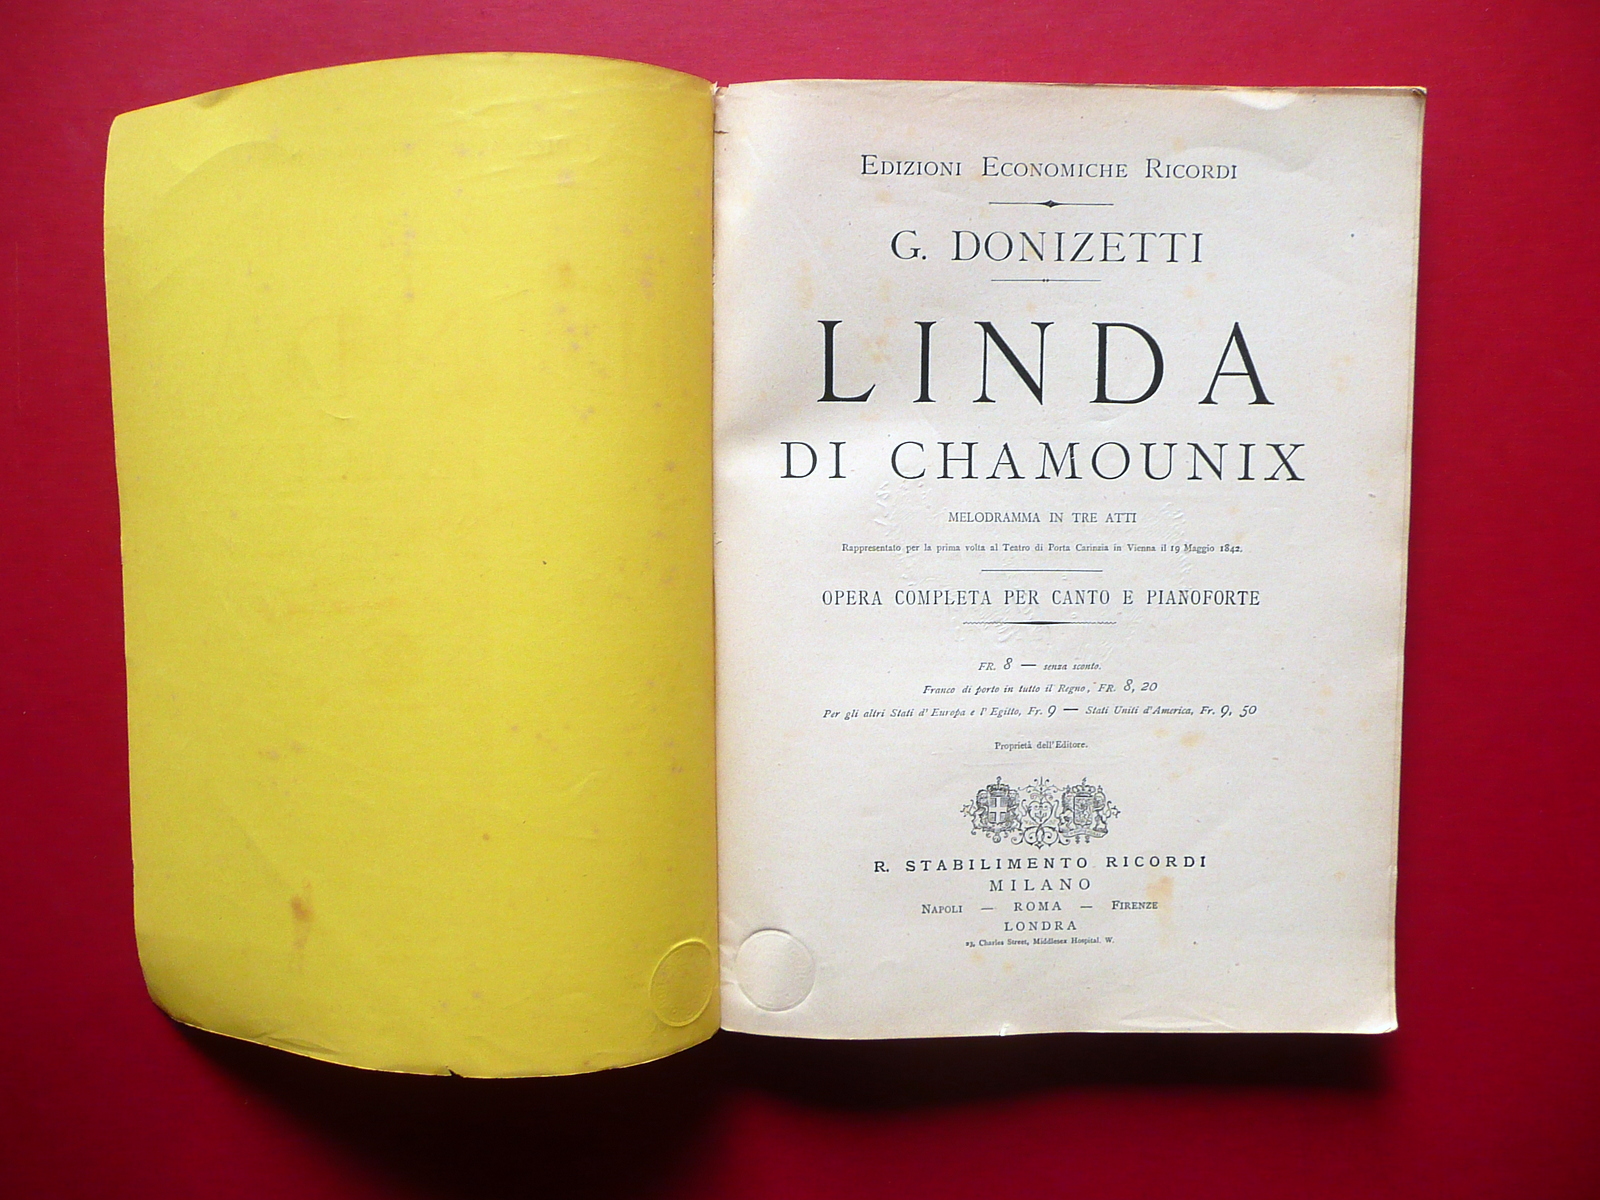 EDIZIONI ECONOMICHE RICORDI
G. DONIZETTI
LINDA
DI CHAMOUNIX
MELODRAMMA IN TRE ATTI
Rappresentato per la prima volta al Teatro di Porta Carinzia in Vienna il 19 Maggio 1842.
OPERA COMPLETA PER CANTO E PIANOFORTE
FR. 8 — senza sconto.
Franco di porto in tutto il Regno, FR. 8, 20
Per gli altri Stati d'Europa e l'Egitto, Fr. 9 — Stati Uniti d'America, Fr. 9, 50
Proprietà dell'Editore.
R. STABILIMENTO RICORDI
MILANO
NAPOLI — ROMA — FIRENZE
LONDRA
23, Charles Street, Middlesex Hospital. W.